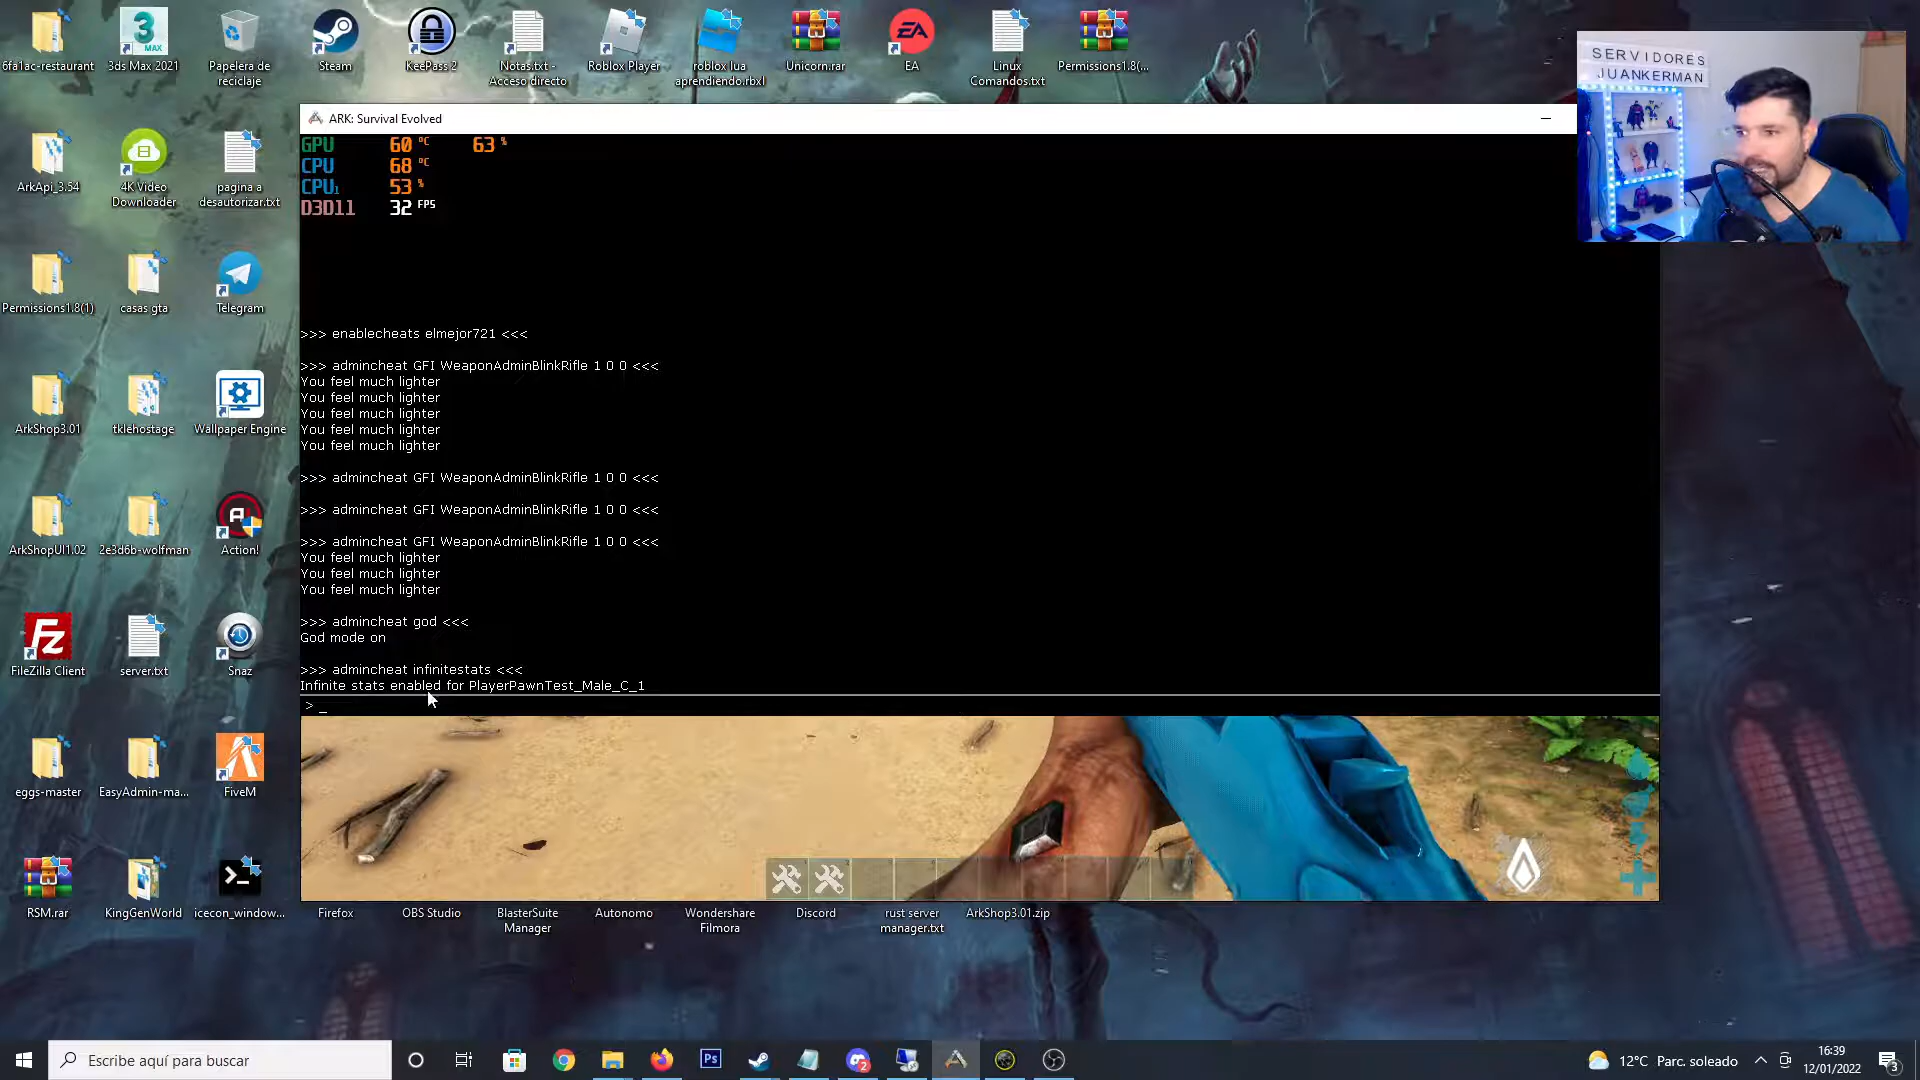 6fa1ac-restaurant
3ds Max 2021
Papelera de
reciclaje
Steam
KeePass 2
Notas.txt -
Acceso directo
Roblox Player
roblox lua
aprendiendo.rbxl
Unicorn.rar
EA
Linux
Comandos.txt
Permissions1.8(...
SERVIDORES
JUANKERMAN
ARK: Survival Evolved
GPU 60 °C 63 %
CPU 68 °C
CPU1 53 %
D3D11 32 FPS
ArkApi_3.54
4K Video
Downloader
pagina a
desautorizar.txt
Permissions1.8(1)
casas gta
Telegram
ArkShop3.01
tklehostage
Wallpaper Engine
ArkShopUI1.02
2e3d6b-wolfman
Action!
FileZilla Client
server.txt
Snaz
eggs-master
EasyAdmin-ma...
FiveM
RSM.rar
KingGenWorld
icecon_window...
>>> enablecheats elmejor721 <<<
>>> admincheat GFI WeaponAdminBlinkRifle 1 0 0 <<<
You feel much lighter
You feel much lighter
You feel much lighter
You feel much lighter
You feel much lighter
>>> admincheat GFI WeaponAdminBlinkRifle 1 0 0 <<<
>>> admincheat GFI WeaponAdminBlinkRifle 1 0 0 <<<
>>> admincheat GFI WeaponAdminBlinkRifle 1 0 0 <<<
You feel much lighter
You feel much lighter
You feel much lighter
>>> admincheat god <<<
God mode on
>>> admincheat infinitestats <<<
Infinite stats enabled for PlayerPawnTest_Male_C_1
> _
Firefox
OBS Studio
BlasterSuite
Manager
Autonomo
Wondershare
Filmora
Discord
rust server
manager.txt
ArkShop3.01.zip
Escribe aquí para buscar
12°C Parc. soleado
16:39
12/01/2022